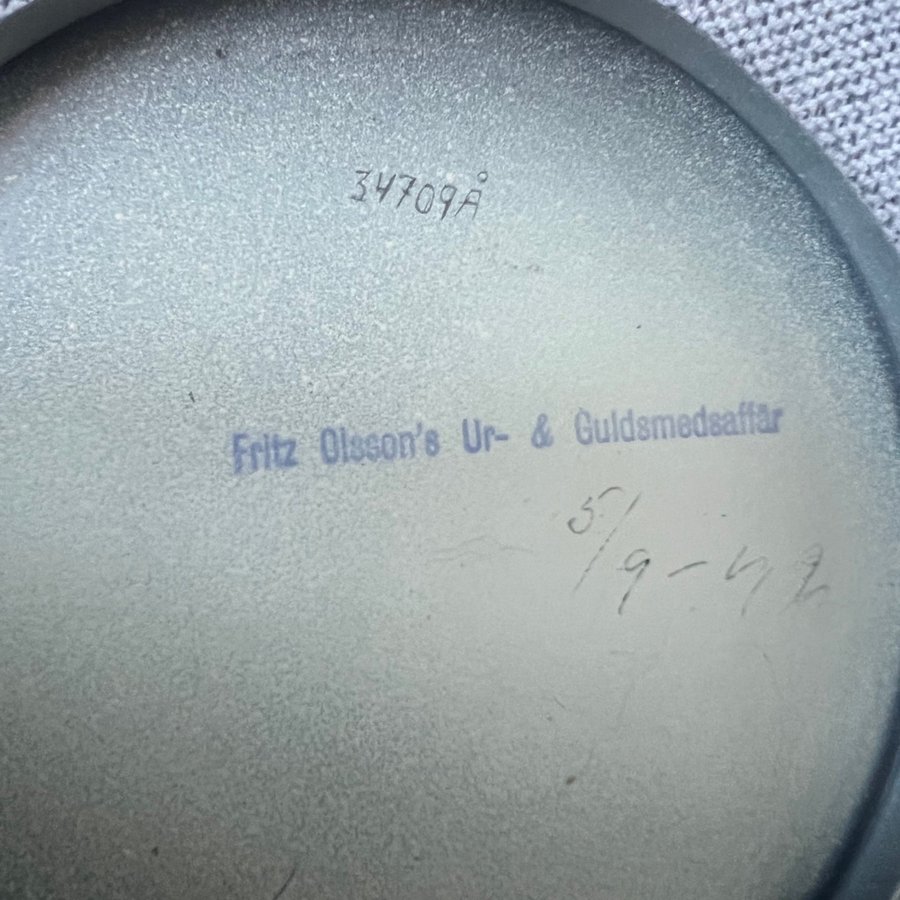 34709Å
Fritz Olsson's Ur- & Guldsmedsaffär
5/9-42